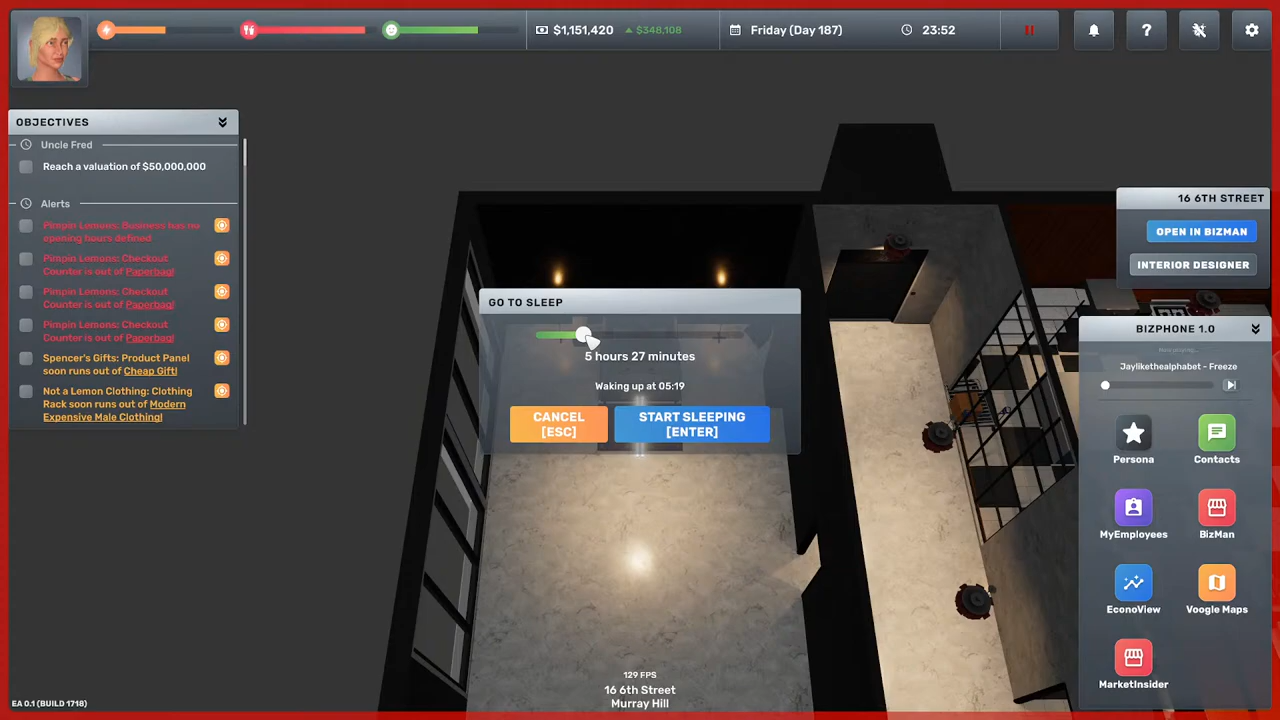 $1,151,420
$348,108
Friday (Day 187)
23:52
?
OBJECTIVES
Uncle Fred
Reach a valuation of $50,000,000
Alerts
Pimpin Lemons: Business has no
opening hours defined
Pimpin Lemons: Checkout
Counter is out of Paperbag!
Pimpin Lemons: Checkout
Counter is out of Paperbag!
Pimpin Lemons: Checkout
Counter is out of Paperbag!
Spencer's Gifts: Product Panel
soon runs out of Cheap Gift!
Not a Lemon Clothing: Clothing
Rack soon runs out of Modern
Expensive Male Clothing!
GO TO SLEEP
5 hours 27 minutes
Waking up at 05:19
CANCEL
[ESC]
START SLEEPING
[ENTER]
16 6TH STREET
OPEN IN BIZMAN
INTERIOR DESIGNER
BIZPHONE 1.0
Now playing...
Jaylikethealphabet - Freeze
Persona
Contacts
MyEmployees
BizMan
EconoView
Voogle Maps
MarketInsider
129 FPS
16 6th Street
Murray Hill
EA 0.1 (BUILD 1718)